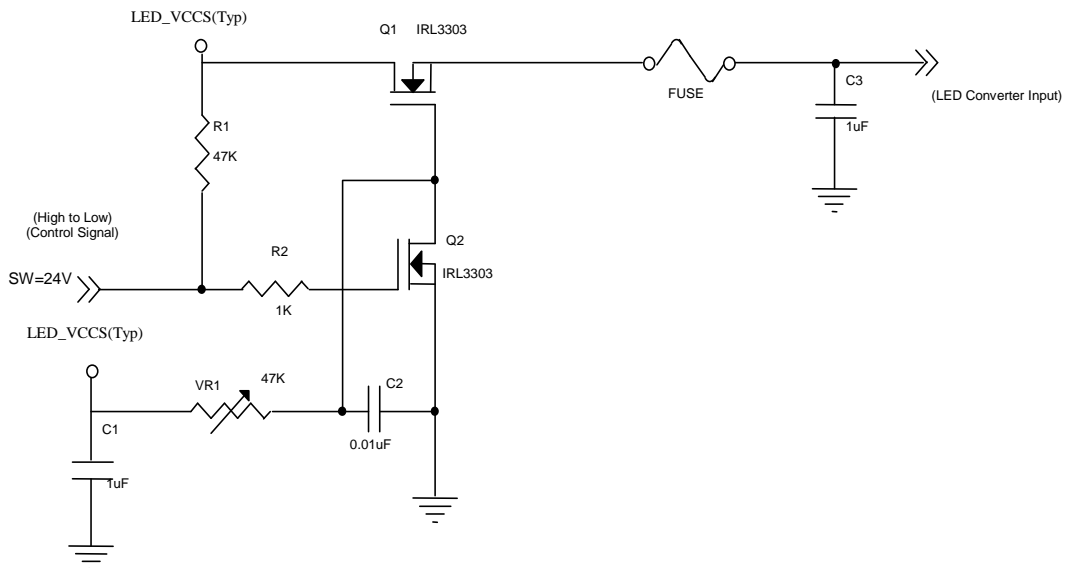 LED_VCCS(Typ)
Q1 IRL3303
FUSE
C3
1uF
(LED Converter Input)
R1
47K
(High to Low)
(Control Signal)
SW=24V
R2
1K
Q2
IRL3303
LED_VCCS(Typ)
VR1
47K
C2
0.01uF
C1
1uF